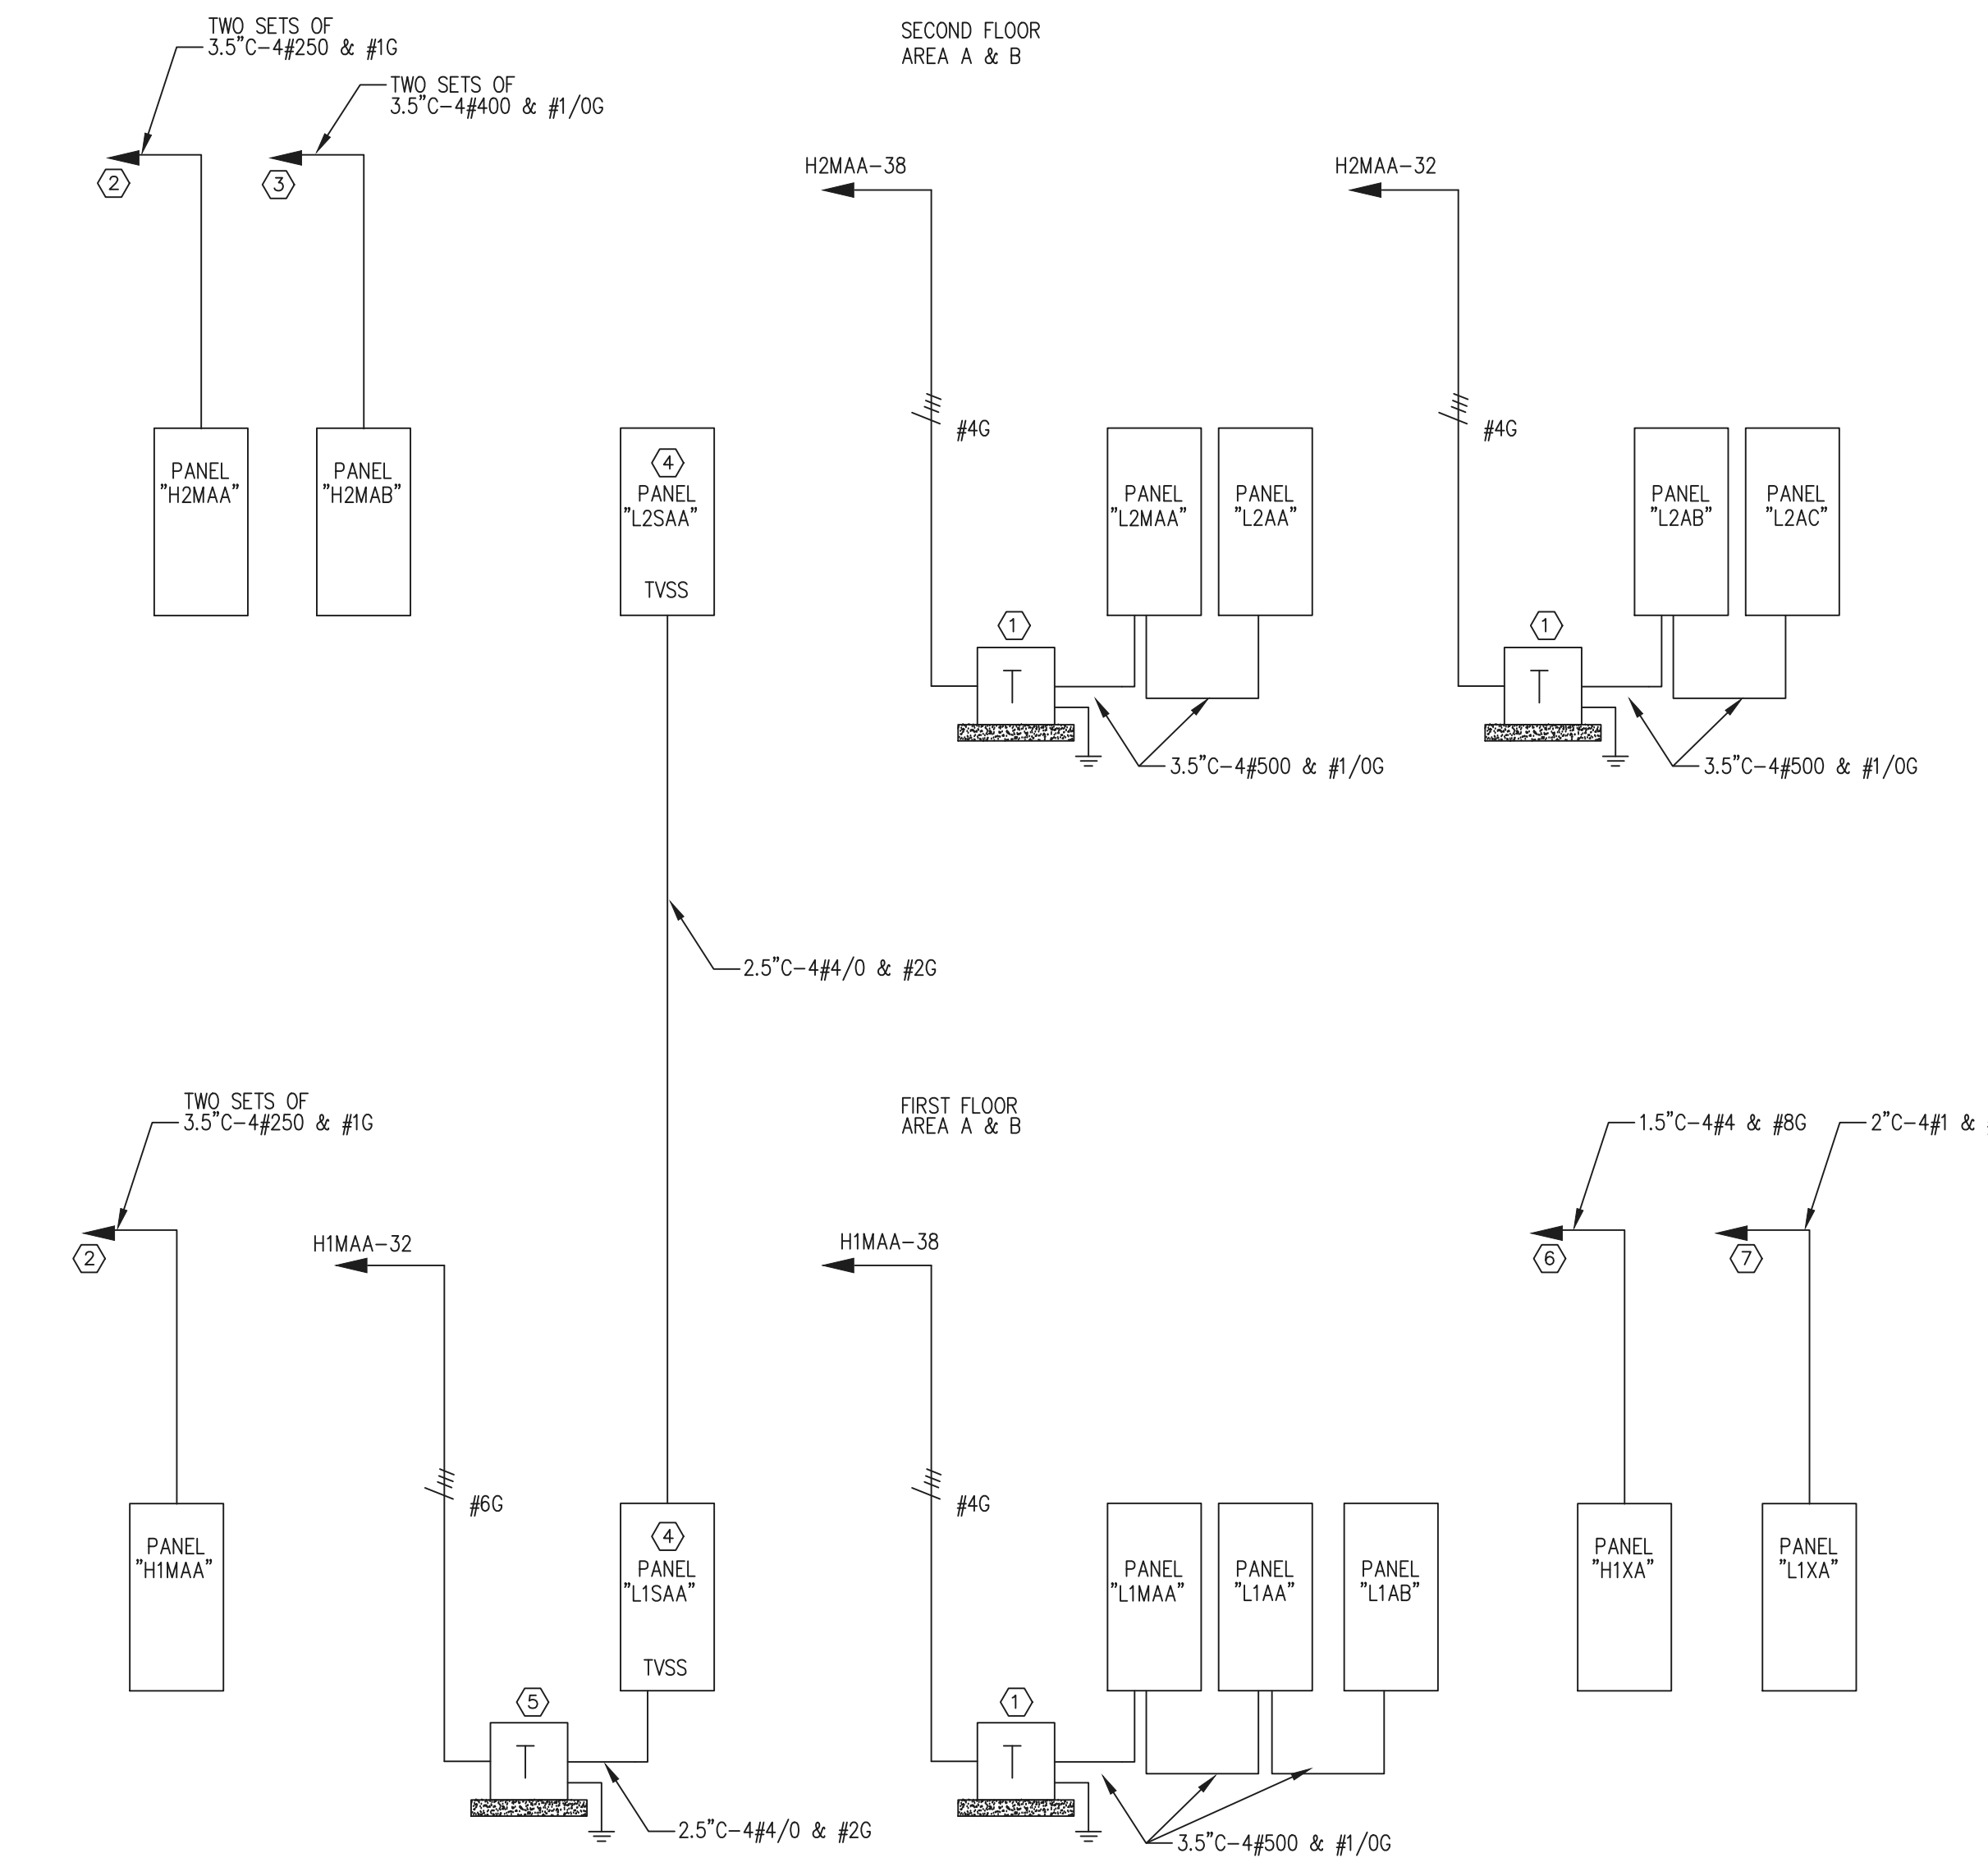 TWO SETS OF
3.5"C-4#250 & #1G
TWO SETS OF
3.5"C-4#400 & #1/0G
SECOND FLOOR
AREA A & B
2
3
H2MAA-38
H2MAA-32
#4G
#4G
PANEL
"H2MAA"
PANEL
"H2MAB"
4
PANEL
"L2SAA"
TVSS
PANEL
"L2MAA"
PANEL
"L2AA"
PANEL
"L2AB"
PANEL
"L2AC"
1
T
1
T
3.5"C-4#500 & #1/0G
3.5"C-4#500 & #1/0G
2.5"C-4#4/0 & #2G
TWO SETS OF
3.5"C-4#250 & #1G
FIRST FLOOR
AREA A & B
1.5"C-4#4 & #8G
2"C-4#1 &
2
H1MAA-32
H1MAA-38
6
7
#6G
#4G
PANEL
"H1MAA"
4
PANEL
"L1SAA"
TVSS
PANEL
"L1MAA"
PANEL
"L1AA"
PANEL
"L1AB"
PANEL
"H1XA"
PANEL
"L1XA"
5
T
1
T
2.5"C-4#4/0 & #2G
3.5"C-4#500 & #1/0G